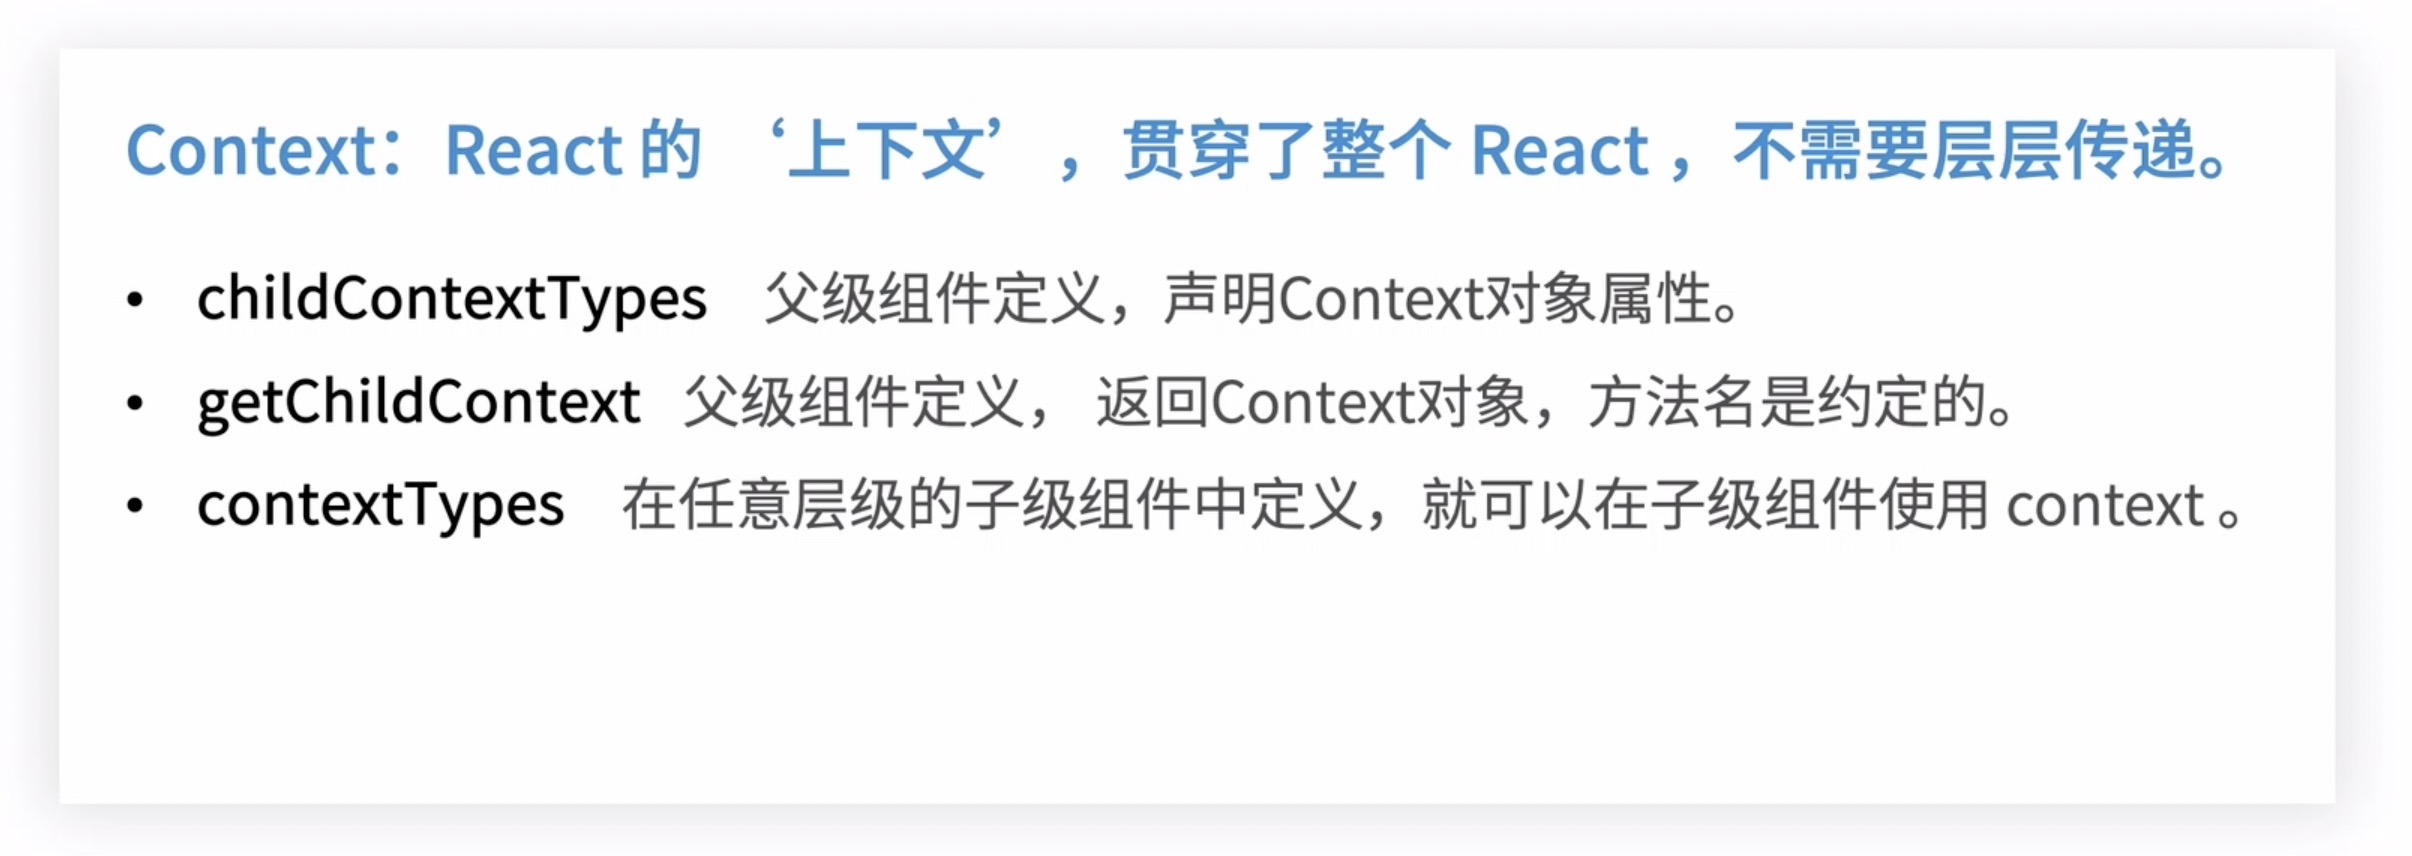 Context：React 的 ‘上下文’ ，贯穿了整个 React ，不需要层层传递。
• childContextTypes 父级组件定义，声明Context对象属性。
• getChildContext 父级组件定义， 返回Context对象，方法名是约定的。
• contextTypes 在任意层级的子级组件中定义，就可以在子级组件使用 context 。